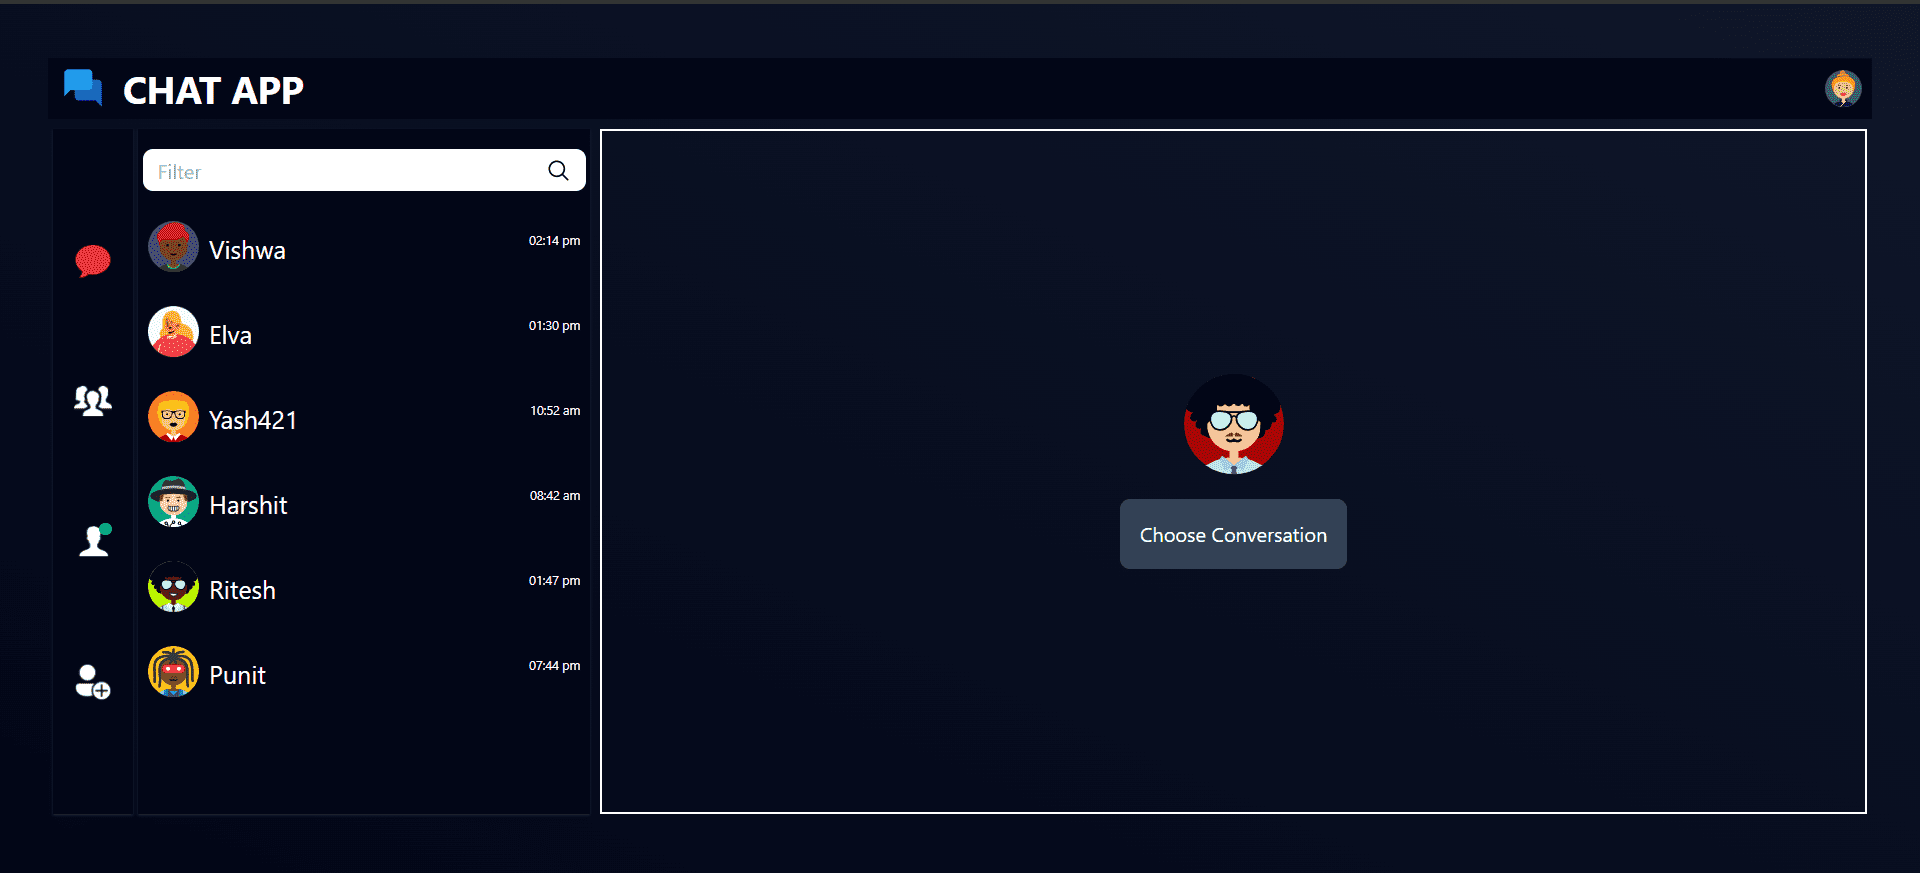 CHAT APP
Filter
Vishwa 02:14 pm
Elva 01:30 pm
Yash421 10:52 am
Harshit 08:42 am
Ritesh 01:47 pm
Punit 07:44 pm
Choose Conversation